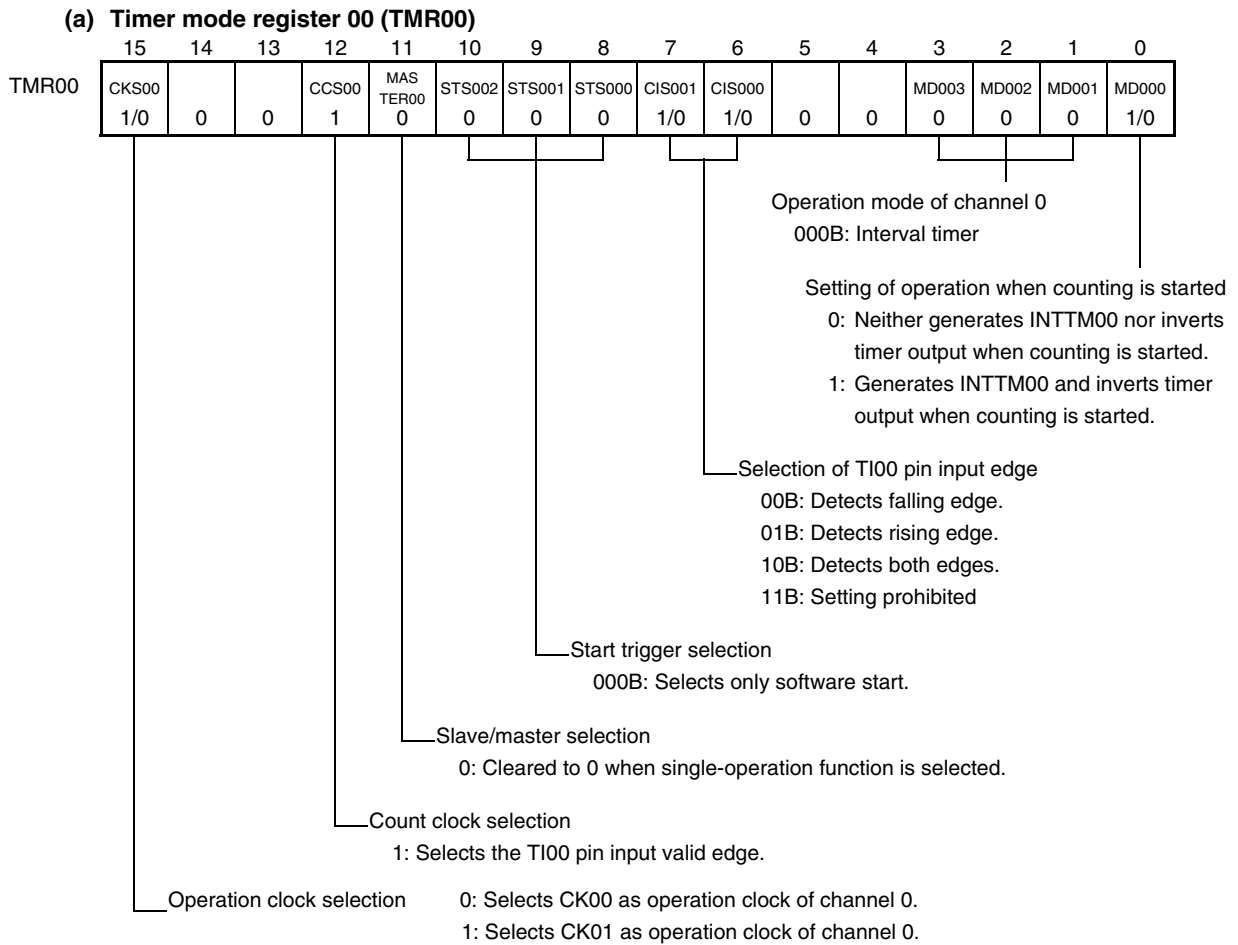 (a) Timer mode register 00 (TMR00)
15 14 13 12 11 10 9 8 7 6 5 4 3 2 1 0
TMR00 CKS00 CCS00 MAS TER00 STS002 STS001 STS000 CIS001 CIS000 MD003 MD002 MD001 MD000
1/0 0 0 1 0 0 0 0 1/0 1/0 0 0 0 0 0 1/0
Operation mode of channel 0
000B: Interval timer
Setting of operation when counting is started
0: Neither generates INTTM00 nor inverts
timer output when counting is started.
1: Generates INTTM00 and inverts timer
output when counting is started.
Selection of TI00 pin input edge
00B: Detects falling edge.
01B: Detects rising edge.
10B: Detects both edges.
11B: Setting prohibited
Start trigger selection
000B: Selects only software start.
Slave/master selection
0: Cleared to 0 when single-operation function is selected.
Count clock selection
1: Selects the TI00 pin input valid edge.
Operation clock selection 0: Selects CK00 as operation clock of channel 0.
1: Selects CK01 as operation clock of channel 0.